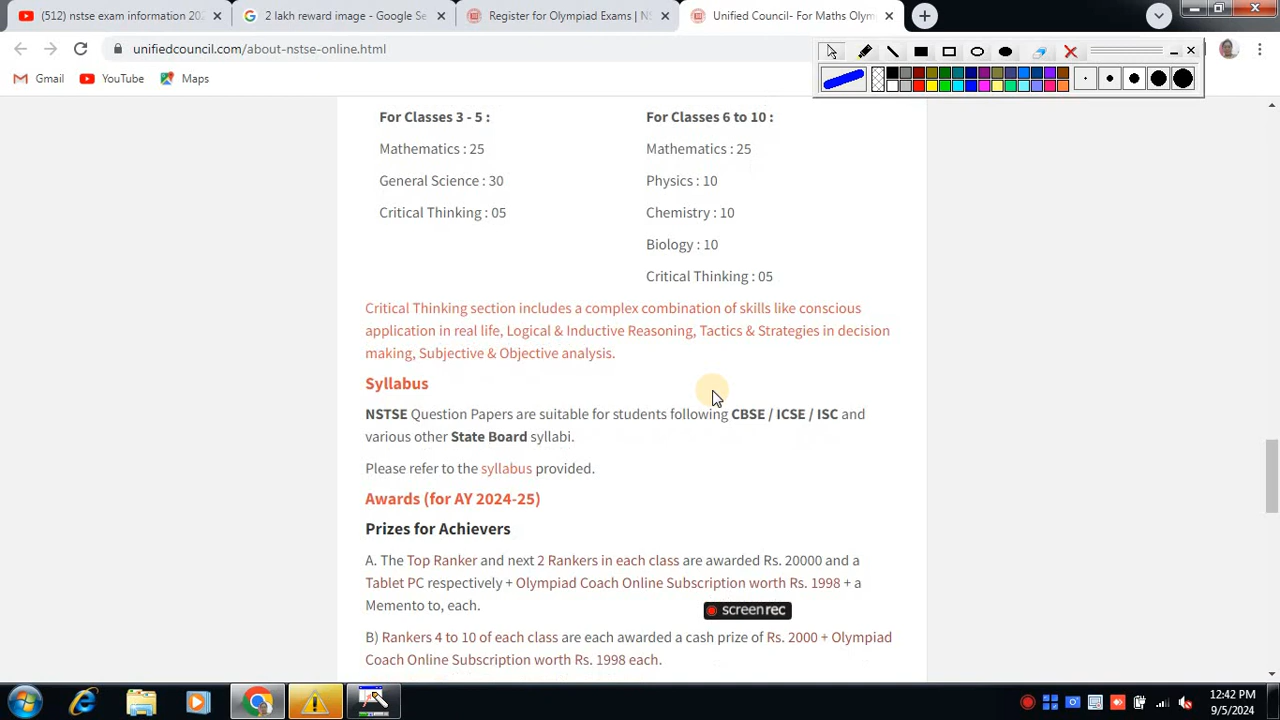 (512) nstse exam information 202
2 lakh reward image - Google Se
Register for Olympiad Exams | NS
Unified Council- For Maths Olym
unifiedcouncil.com/about-nstse-online.html
Gmail
YouTube
Maps
For Classes 3 - 5 :
For Classes 6 to 10 :
Mathematics : 25
Mathematics : 25
General Science : 30
Physics : 10
Critical Thinking : 05
Chemistry : 10
Biology : 10
Critical Thinking : 05
Critical Thinking section includes a complex combination of skills like conscious
application in real life, Logical & Inductive Reasoning, Tactics & Strategies in decision
making, Subjective & Objective analysis.
Syllabus
NSTSE Question Papers are suitable for students following CBSE / ICSE / ISC and
various other State Board syllabi.
Please refer to the syllabus provided.
Awards (for AY 2024-25)
Prizes for Achievers
A. The Top Ranker and next 2 Rankers in each class are awarded Rs. 20000 and a
Tablet PC respectively + Olympiad Coach Online Subscription worth Rs. 1998 + a
Memento to, each.
screenrec
B) Rankers 4 to 10 of each class are each awarded a cash prize of Rs. 2000 + Olympiad
Coach Online Subscription worth Rs. 1998 each.
12:42 PM
9/5/2024